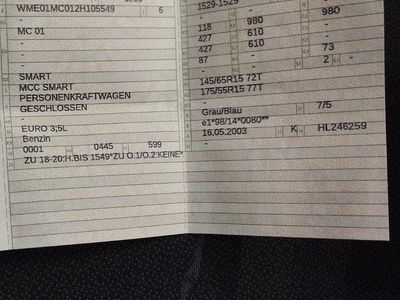 WME01MC012H105549 6
-
MC 01
-
-
SMART
MCC SMART
PERSONENKRAFTWAGEN
GESCHLOSSEN
-
EURO 3;5L
Benzin
0001 0445 599
ZU 18-20:H.BIS 1549*ZU O.1/O.2:KEINE*
1529-1529
- 980
118 980
427 610
427 610
87 - 73
- 2 -
145/65R15 72T
175/55R15 77T
-
Grau/Blau 7/5
e1*98/14*0080**
16.05.2003 K HL246259
-